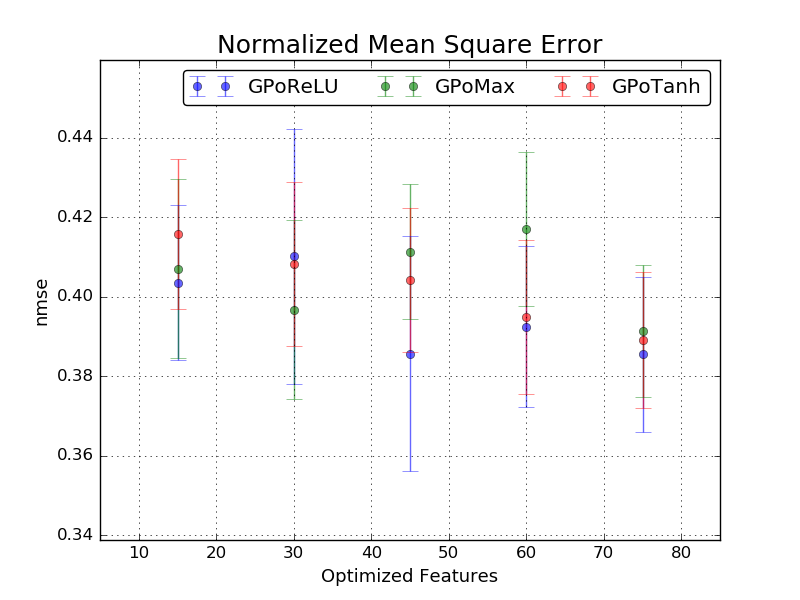 Normalized Mean Square Error
GPoReLU GPoMax GPoTanh
0.44
0.42
0.40
0.38
0.36
0.34
nmse
10 20 30 40 50 60 70 80
Optimized Features